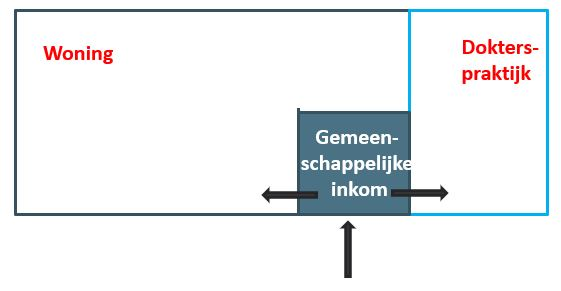 Woning
Dokters-
praktijk
Gemeen-
schappelijke
inkom